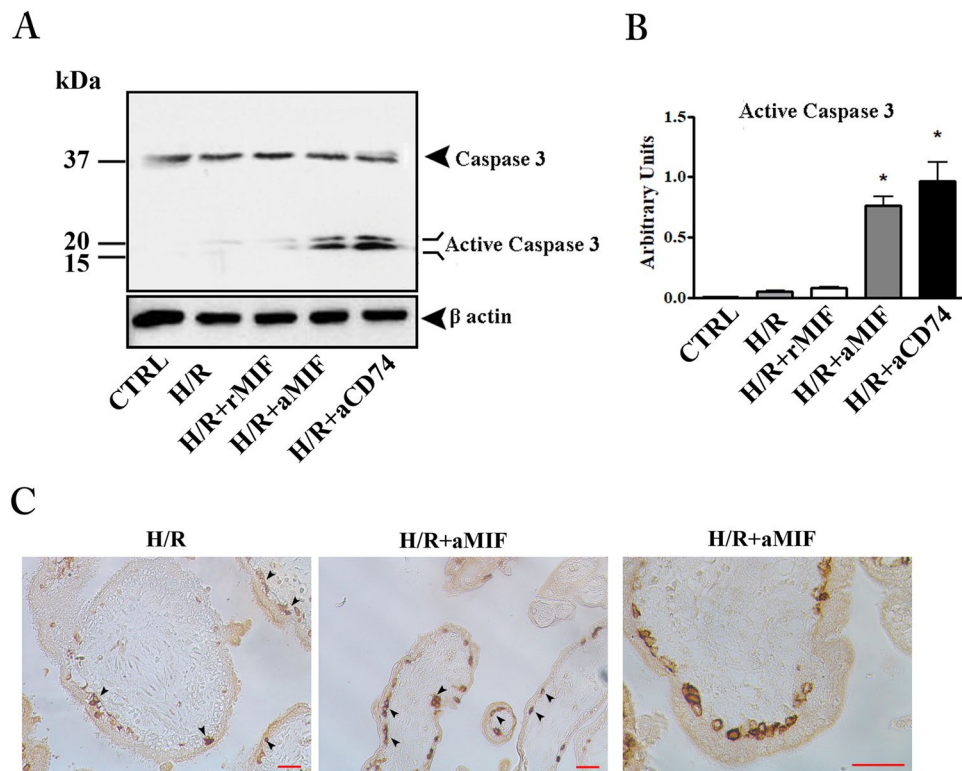 A
kDa
37
20
15
Caspase 3
Active Caspase 3
β actin
CTRL
H/R
H/R+rMIF
H/R+aMIF
H/R+aCD74
B
Active Caspase 3
Arbitrary Units
1.5
1.0
0.5
0.0
*
*
CTRL
H/R
H/R+rMIF
H/R+aMIF
H/R+aCD74
C
H/R
H/R+aMIF
H/R+aMIF